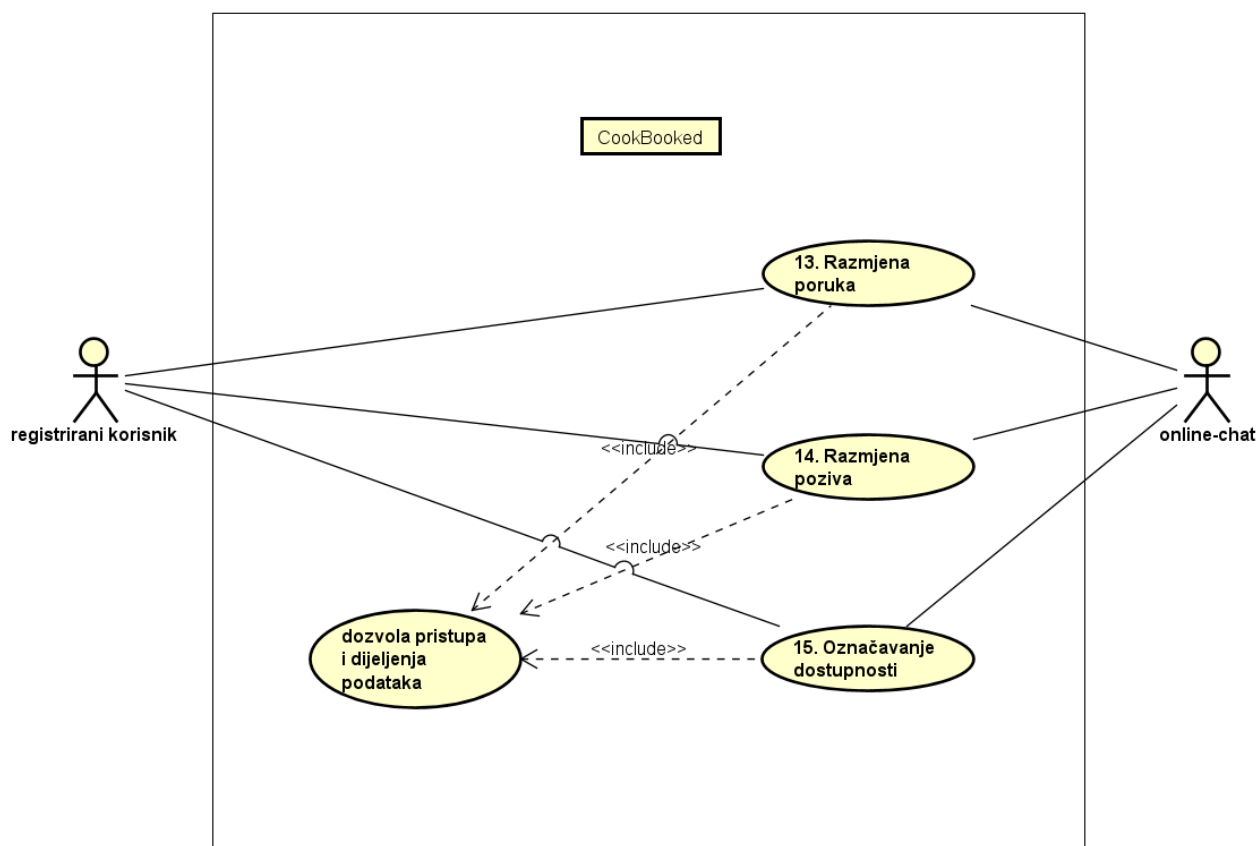 CookBooked
13. Razmjena
poruka
registrirani korisnik
online-chat
<<include>>
14. Razmjena
poziva
<<include>>
dozvola pristupa
i dijeljenja
podataka
<<include>>
15. Označavanje
dostupnosti